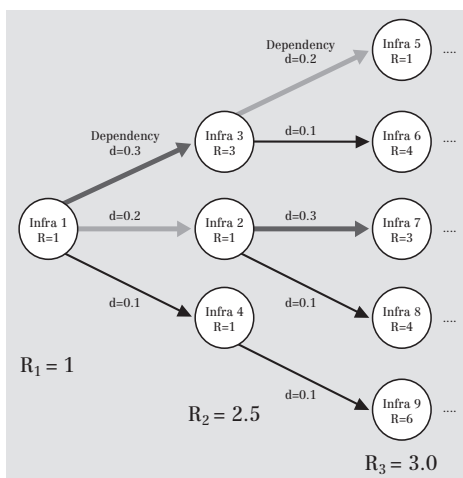 Dependency
d=0.2
Infra 5
R=1
....
Dependency
d=0.3
Infra 3
R=3
d=0.1
Infra 6
R=4
....
Infra 1
R=1
d=0.2
Infra 2
R=1
d=0.3
Infra 7
R=3
....
d=0.1
Infra 4
R=1
d=0.1
Infra 8
R=4
....
R₁ = 1
d=0.1
Infra 9
R=6
....
R₂ = 2.5
R₃ = 3.0